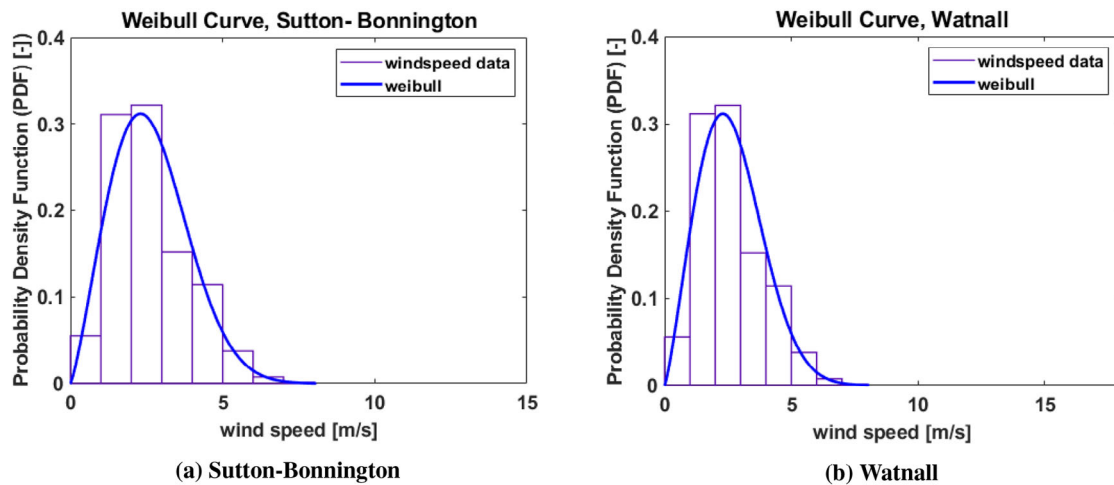 Weibull Curve, Sutton- Bonnington
Probability Density Function (PDF) [-])
0.4
0.3
0.2
0.1
0
windspeed data
weibull
0
5
10
15
wind speed [m/s]
(a) Sutton-Bonnington
Weibull Curve, Watnall
Probability Density Function (PDF) [-]
0.4
0.3
0.2
0.1
0
windspeed data
weibull
0
5
10
15
wind speed [m/s]
(b) Watnall